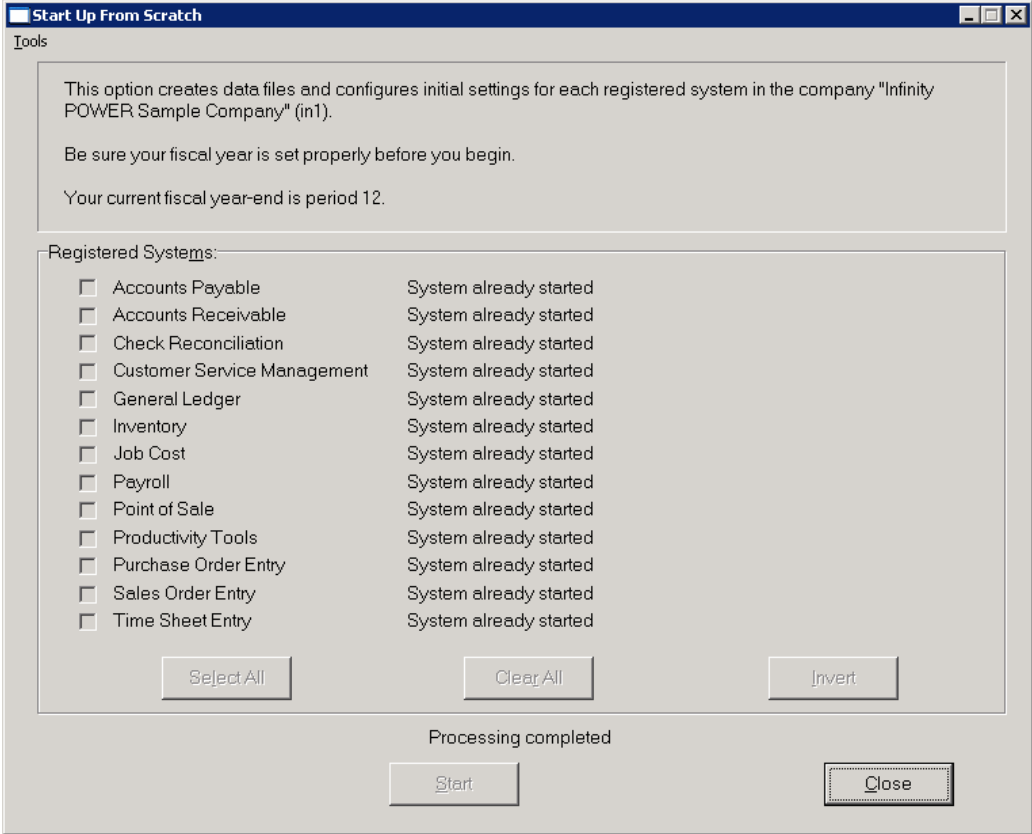 Start Up From Scratch
Tools
This option creates data files and configures initial settings for each registered system in the company "Infinity
POWER Sample Company" (in1).
Be sure your fiscal year is set properly before you begin.
Your current fiscal year-end is period 12.
Registered Systems:
Accounts Payable System already started
Accounts Receivable System already started
Check Reconciliation System already started
Customer Service Management System already started
General Ledger System already started
Inventory System already started
Job Cost System already started
Payroll System already started
Point of Sale System already started
Productivity Tools System already started
Purchase Order Entry System already started
Sales Order Entry System already started
Time Sheet Entry System already started
Select All Clear All Invert
Processing completed
Start Close